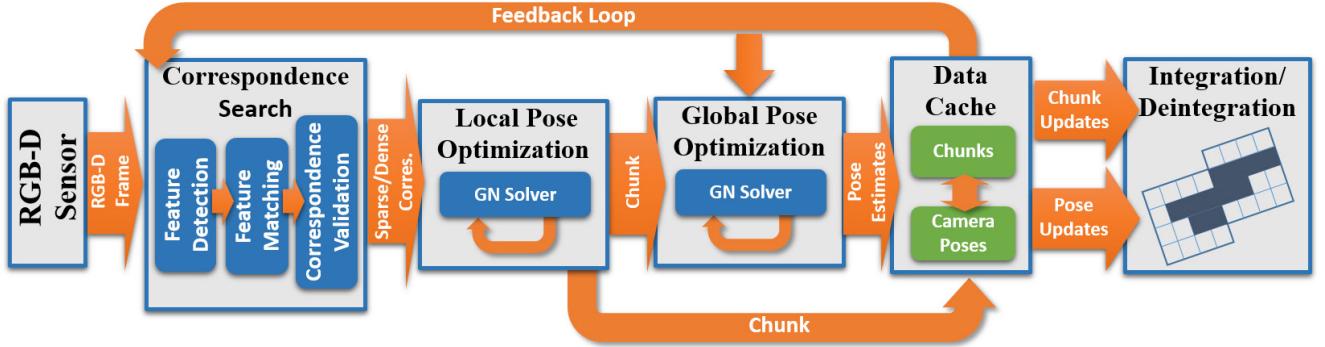 Feedback Loop
RGB-D
Sensor
RGB-D
Frame
Correspondence
Search
Feature
Detection
Feature
Matching
Correspondence
Validation
Sparse/Dense
Corres.
Local Pose
Optimization
GN Solver
Chunk
Global Pose
Optimization
GN Solver
Pose
Estimates
Data
Cache
Chunks
Camera
Poses
Chunk
Updates
Pose
Updates
Integration/
Deintegration
Chunk